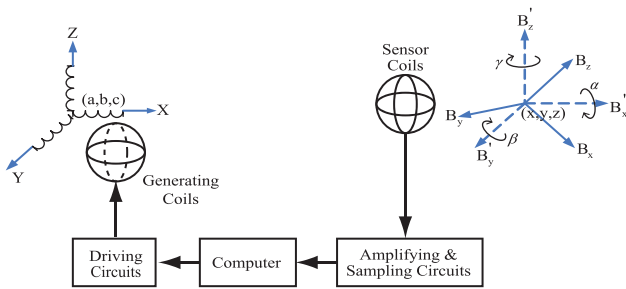 Z
(a,b,c)
X
Y
Generating
Coils
Sensor
Coils
B'z
γ
Bz
α
By
(x,y,z)
B'x
β
B'y
Bx
Driving
Circuits
Computer
Amplifying &
Sampling Circuits